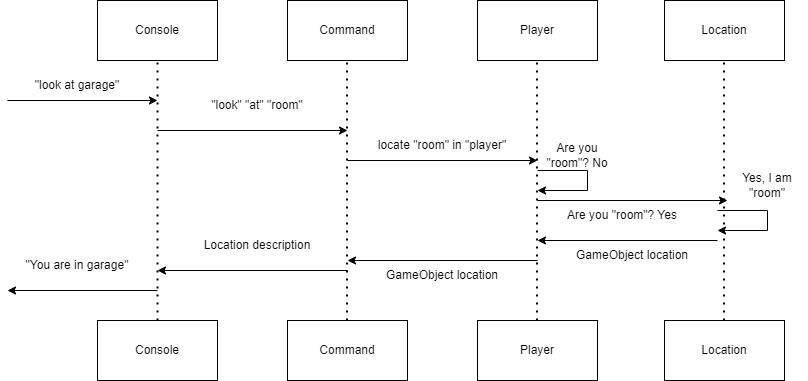 Console
Command
Player
Location
"look at garage"
"look" "at" "room"
locate "room" in "player"
Are you
"room"? No
Yes, I am
"room"
Are you "room"? Yes
Location description
GameObject location
"You are in garage"
GameObject location
Console
Command
Player
Location